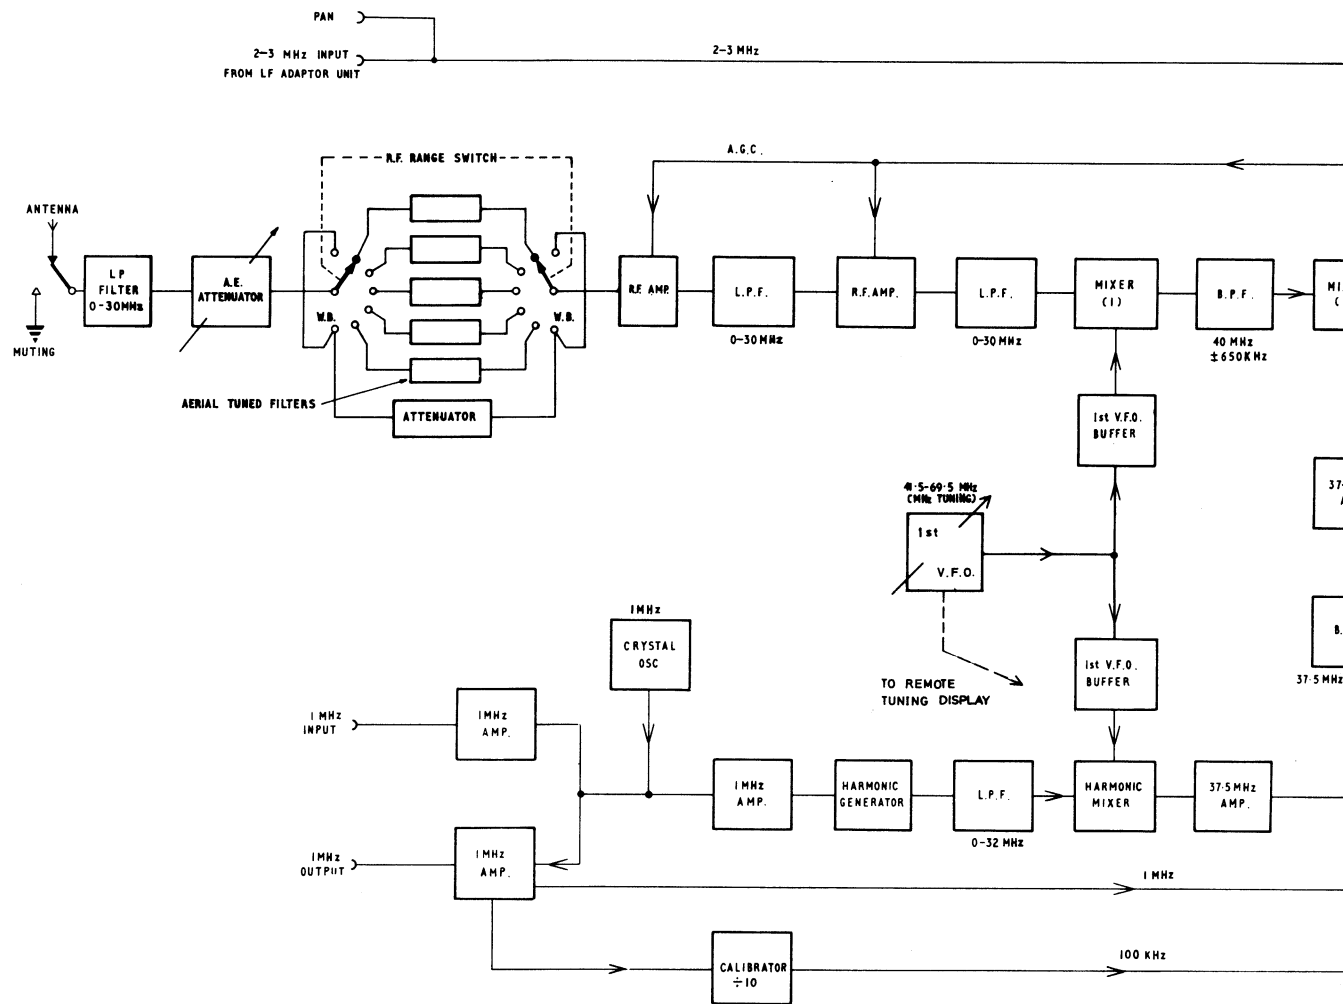 PAN
2-3 MHz INPUT
FROM LF ADAPTOR UNIT
2-3 MHz
R.F. RANGE SWITCH
A.G.C.
ANTENNA
MUTING
L P
FILTER
0-30MHz
A.E.
ATTENUATOR
W.B.
W.B.
AERIAL TUNED FILTERS
ATTENUATOR
R.F. AMP.
L.P.F.
0-30 MHz
R.F. AMP.
L.P.F.
0-30 MHz
MIXER
(1)
B.P.F.
40 MHz
±650KHz
MI
(
1st V.F.O.
BUFFER
41·5-69·5 MHz
(MHz TUNING)
1st
V.F.O.
37·
A
TO REMOTE
TUNING DISPLAY
1st V.F.O.
BUFFER
B.
37·5 MHz
1MHz
CRYSTAL
OSC
1 MHz
INPUT
1MHz
AMP.
1MHz
AMP.
HARMONIC
GENERATOR
L.P.F.
0-32 MHz
HARMONIC
MIXER
37·5MHz
AMP.
1MHz
OUTPUT
1MHz
AMP.
1 MHz
CALIBRATOR
÷10
100 KHz